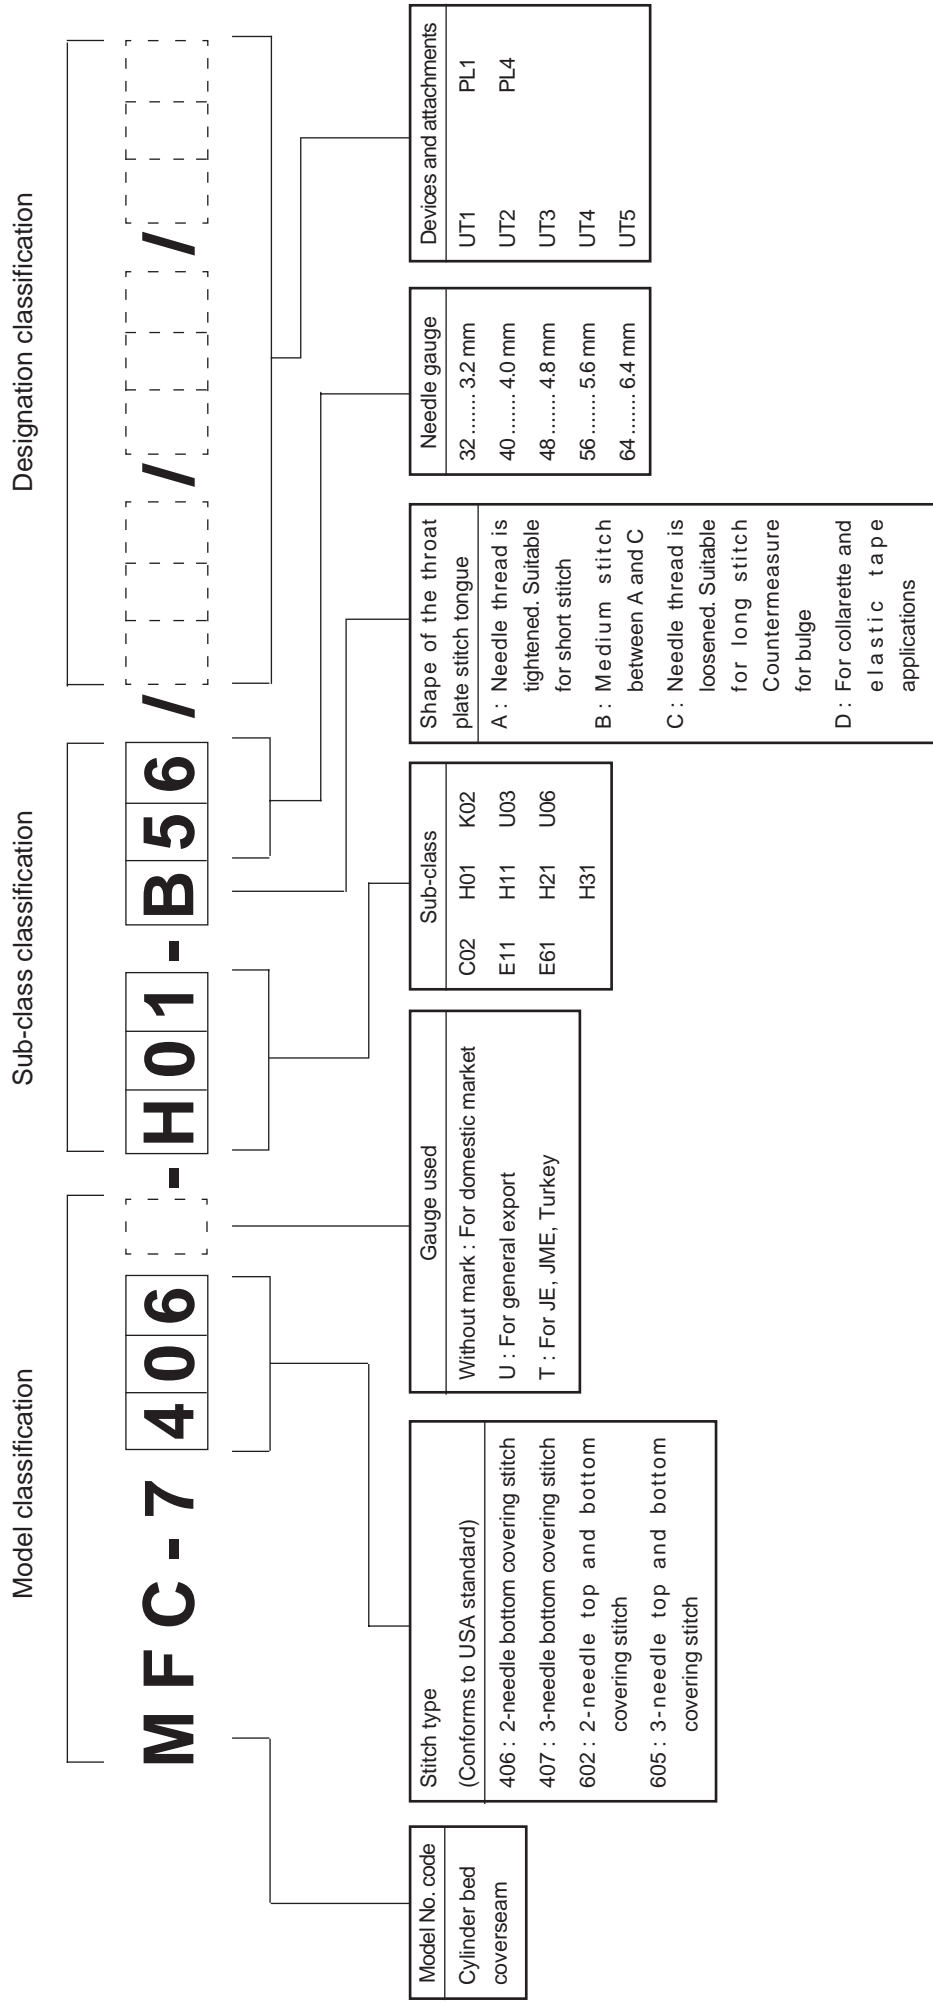 Model classification
Sub-class classification
Designation classification
MFC-7406 -H01-B56 / / /
Model No. code
Cylinder bed
coverseam
Stitch type
(Conforms to USA standard)
406 : 2-needle bottom covering stitch
407 : 3-needle bottom covering stitch
602 : 2-needle top and bottom
covering stitch
605 : 3-needle top and bottom
covering stitch
Gauge used
Without mark : For domestic market
U : For general export
T : For JE, JME, Turkey
Sub-class
C02 H01 K02
E11 H11 U03
E61 H21 U06
H31
Shape of the throat
plate stitch tongue
A : Needle thread is
tightened. Suitable
for short stitch
B : Medium stitch
between A and C
C : Needle thread is
loosened. Suitable
for long stitch
Countermeasure
for bulge
D : For collarette and
elastic tape
applications
Needle gauge
32 ....... 3.2 mm
40 ....... 4.0 mm
48 ....... 4.8 mm
56 ....... 5.6 mm
64 ....... 6.4 mm
Devices and attachments
UT1 PL1
UT2 PL4
UT3
UT4
UT5